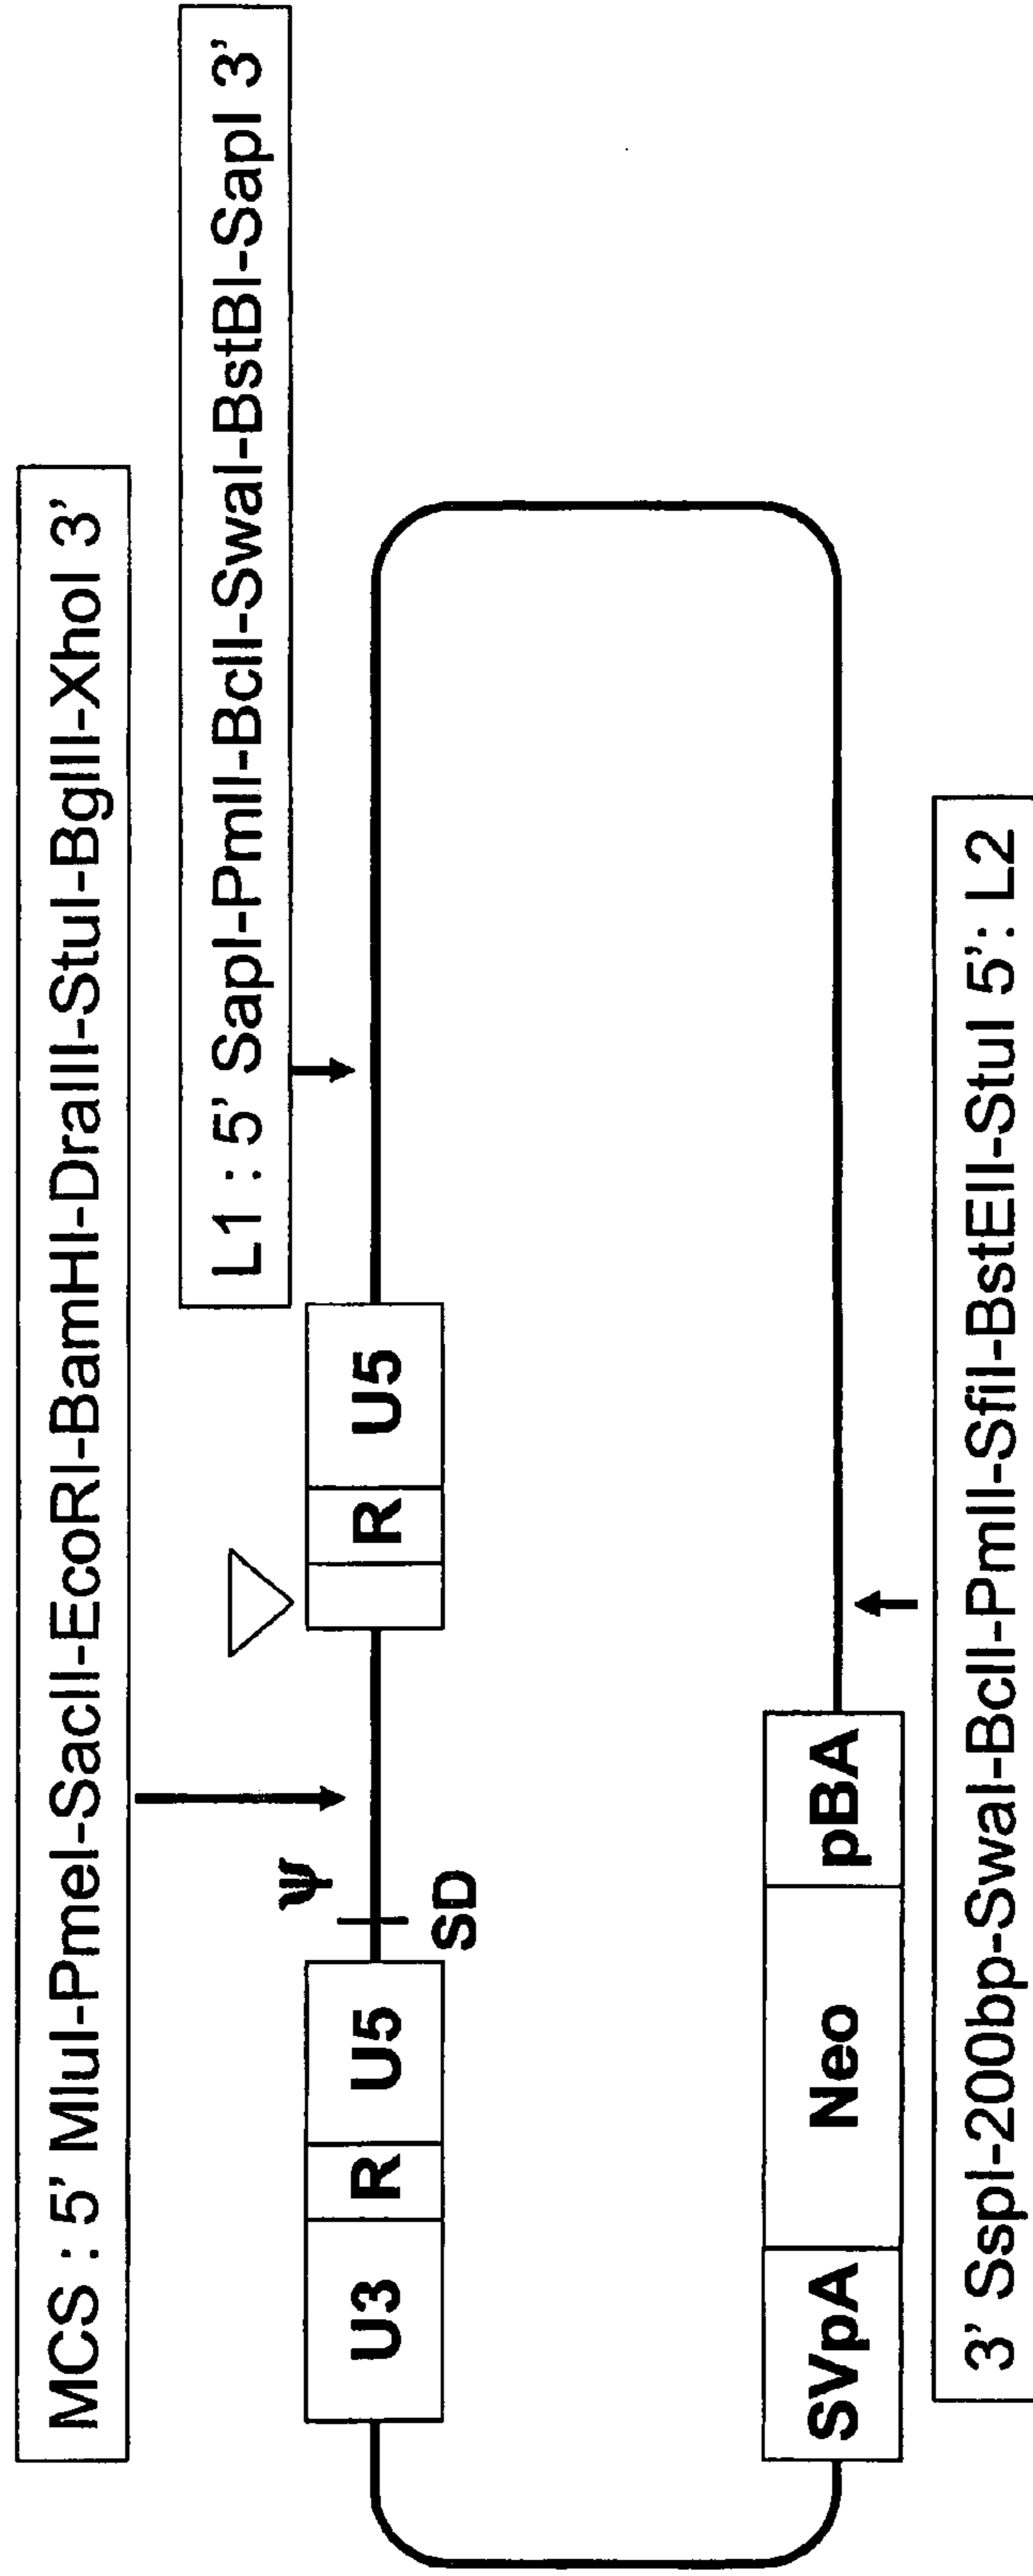 MCS : 5' MluI-PmeI-SacII-EcoRI-BamHI-DraIII-StuI-BglII-XhoI 3'
L1 : 5' SapI-PmlI-BclI-SwaI-BstBI-SapI 3'
U3 R U5 Ψ R U5
SD
SVpA Neo pBA
3' SspI-200bp-SwaI-BclI-PmlI-SfiI-BstEII-StuI 5': L2